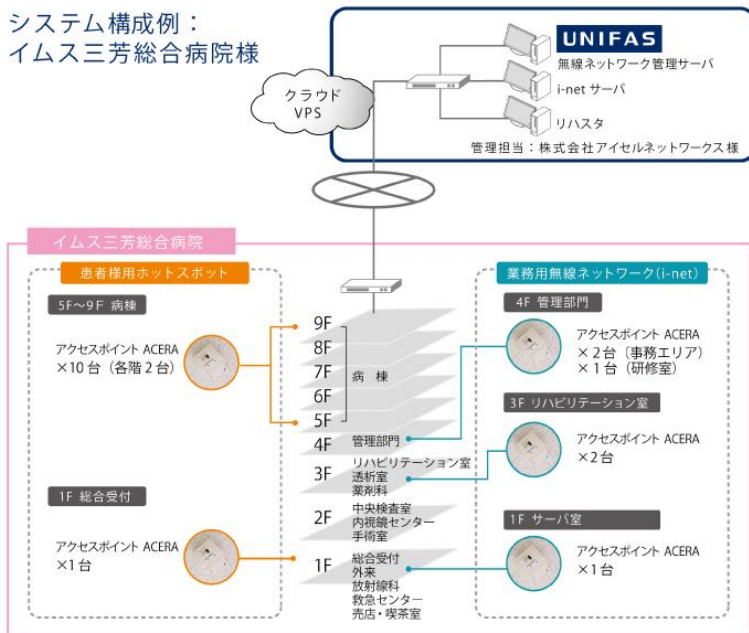 システム構成例：
イムス三芳総合病院様
クラウド
VPS
UNIFAS
無線ネットワーク管理サーバ
i-net サーバ
リハスタ
管理担当：株式会社アイセルネットワークス様
イムス三芳総合病院
患者様用ホットスポット
5F〜9F 病棟
アクセスポイント ACERA
×10台（各階2台）
1F 総合受付
アクセスポイント ACERA
×1台
9F
8F
7F
6F
5F
病 棟
4F
管理部門
3F
リハビリテーション室
透析室
薬剤科
2F
中央検査室
内視鏡センター
手術室
1F
総合受付
外来
放射線科
救急センター
売店・喫茶室
業務用無線ネットワーク(i-net)
4F 管理部門
アクセスポイント ACERA
×2台（事務エリア）
×1台（研修室）
3F リハビリテーション室
アクセスポイント ACERA
×2台
1F サーバ室
アクセスポイント ACERA
×1台